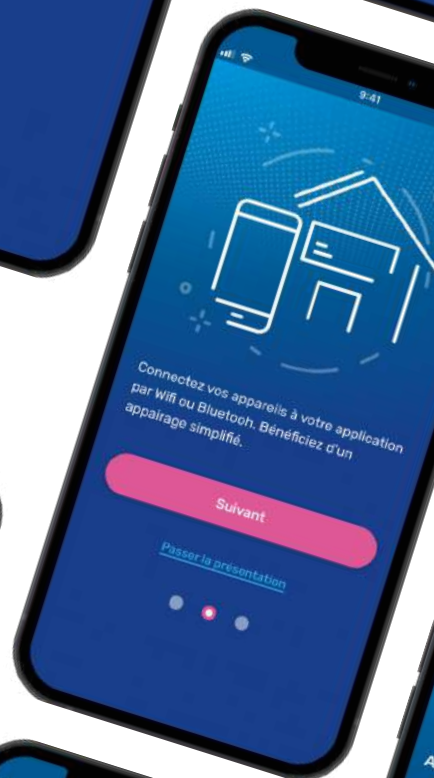 9:41
Connectez vos appareils à votre application
par Wifi ou Bluetooh. Bénéficiez d'un
appairage simplifié.
Suivant
Passer la présentation
A